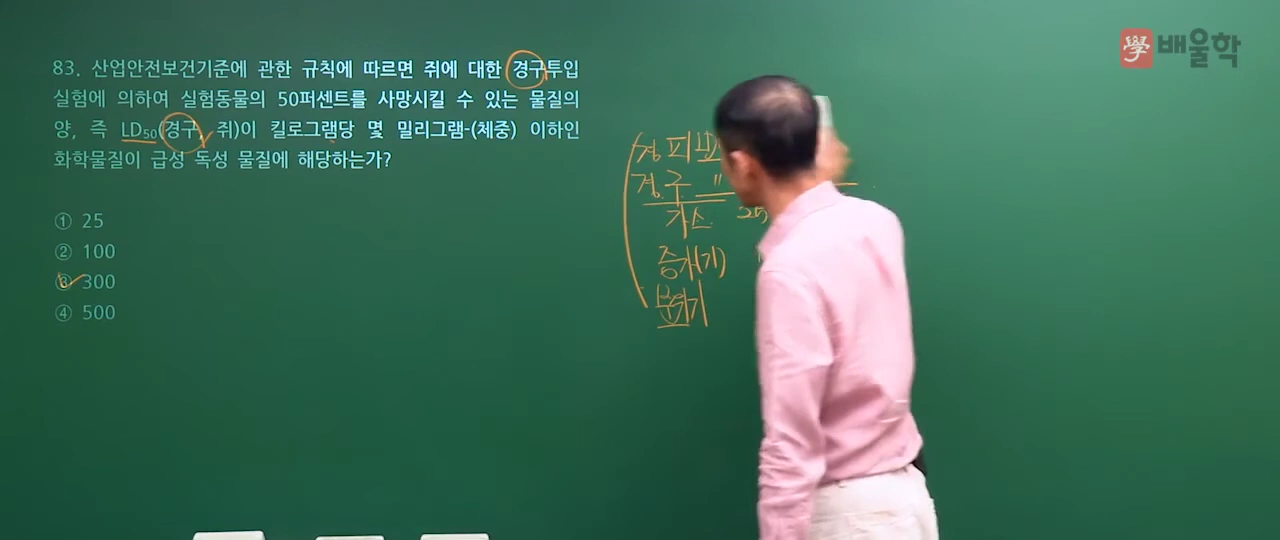 學 배울학
83. 산업안전보건기준에 관한 규칙에 따르면 쥐에 대한 경구투입
실험에 의하여 실험동물의 50퍼센트를 사망시킬 수 있는 물질의
양, 즉 LD50(경구, 쥐)이 킬로그램당 몇 밀리그램-(체중) 이하인
화학물질이 급성 독성 물질에 해당하는가?
① 25
② 100
③ 300
④ 500
경피
경구 "
가스
증기(기)
분